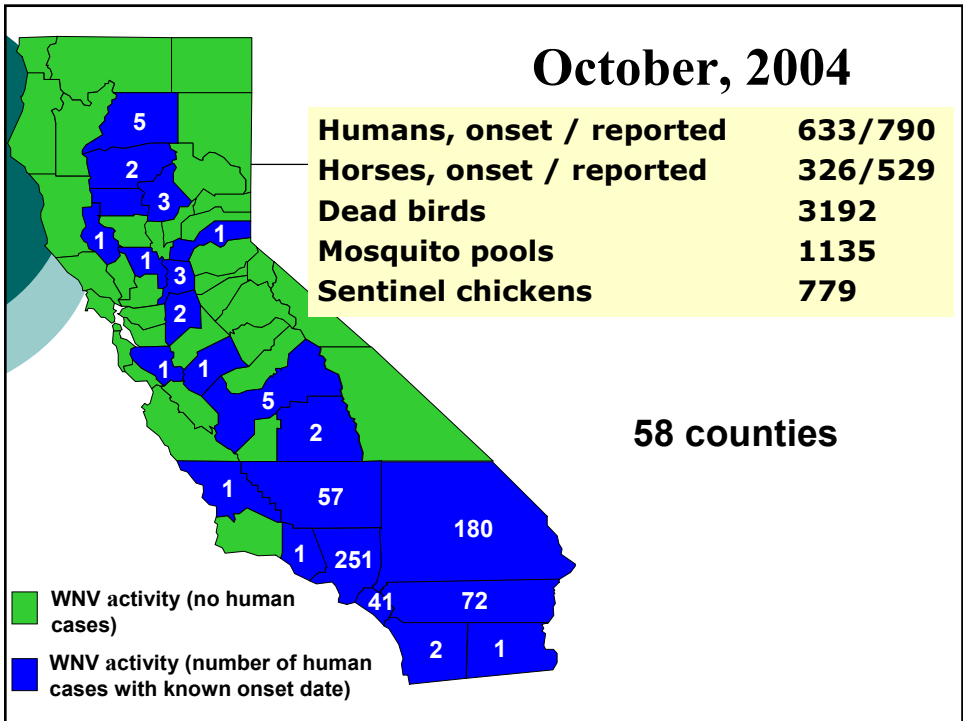 October, 2004
Humans, onset / reported 633/790
Horses, onset / reported 326/529
Dead birds 3192
Mosquito pools 1135
Sentinel chickens 779
5
2
3
1
1
1
3
2
1
1
5
2
58 counties
1
57
180
1
251
41
72
2
1
WNV activity (no human
cases)
WNV activity (number of human
cases with known onset date)